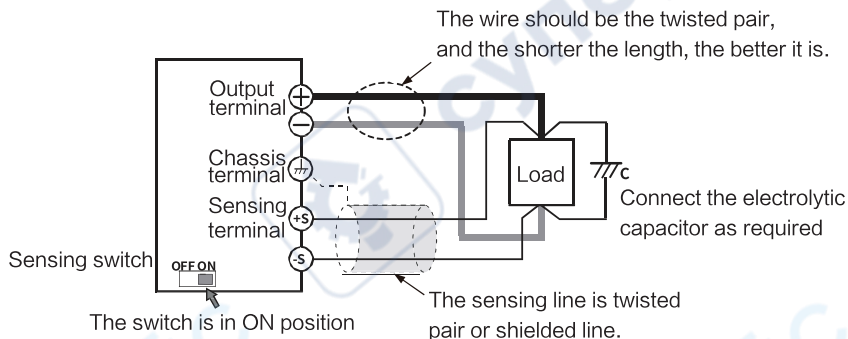 The wire should be the twisted pair,
and the shorter the length, the better it is.
Output
terminal
+
−
Chassis
terminal
Sensing
terminal
+S
-S
Load
C
Connect the electrolytic
capacitor as required
Sensing switch
OFF ON
The switch is in ON position
The sensing line is twisted
pair or shielded line.